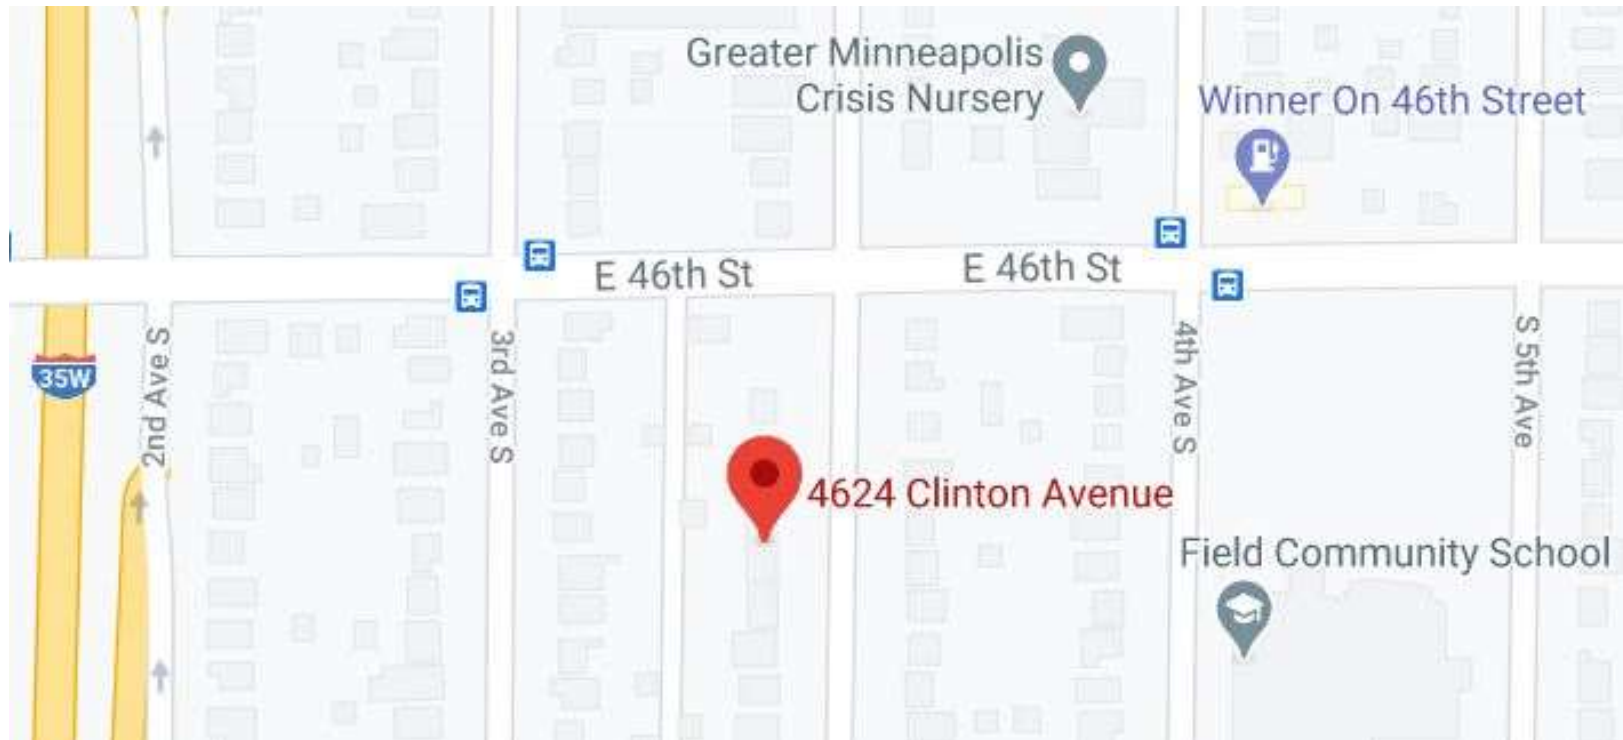 Greater Minneapolis
Crisis Nursery
Winner On 46th Street
E 46th St
E 46th St
35W
2nd Ave S
3rd Ave S
4th Ave S
S 5th Ave
4624 Clinton Avenue
Field Community School